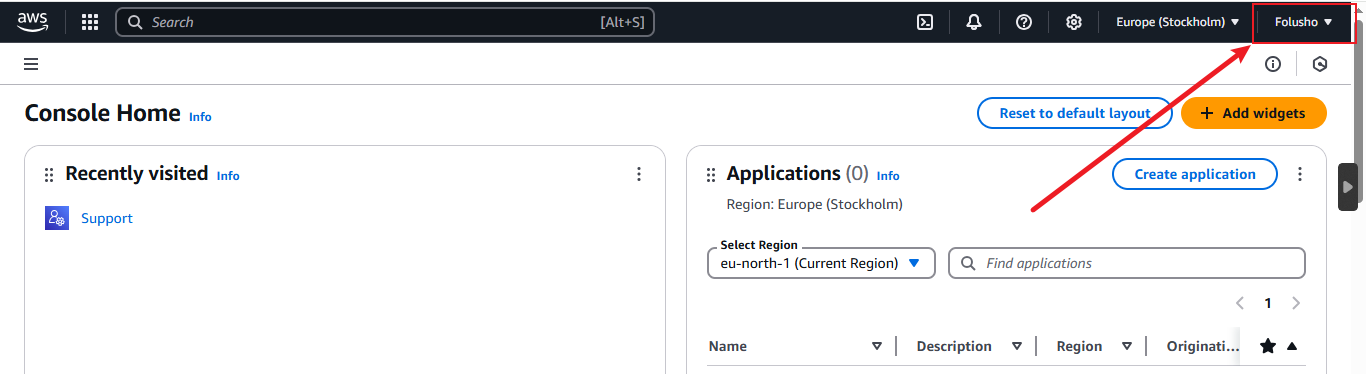 aws Search [Alt+S] Europe (Stockholm) Folusho
Console Home Info Reset to default layout + Add widgets
Recently visited Info
Support
Applications (0) Info Create application
Region: Europe (Stockholm)
Select Region
eu-north-1 (Current Region) Find applications
1
Name Description Region Originati...